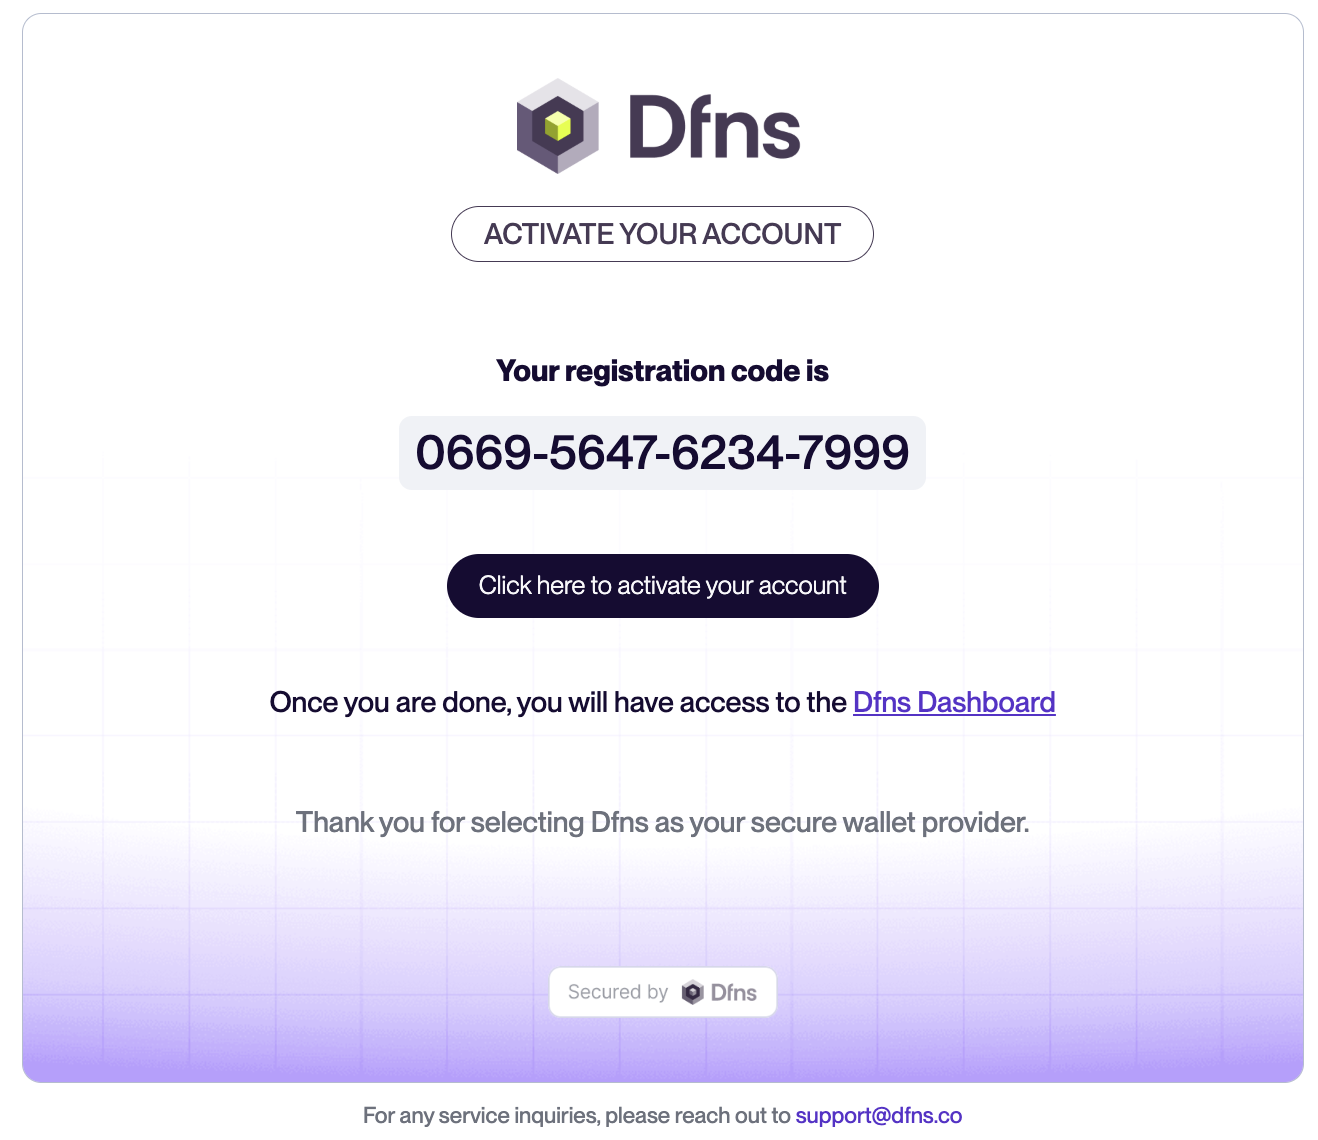 Dfns
ACTIVATE YOUR ACCOUNT
Your registration code is
0669-5647-6234-7999
Click here to activate your account
Once you are done, you will have access to the Dfns Dashboard
Thank you for selecting Dfns as your secure wallet provider.
Secured by Dfns
For any service inquiries, please reach out to support@dfns.co